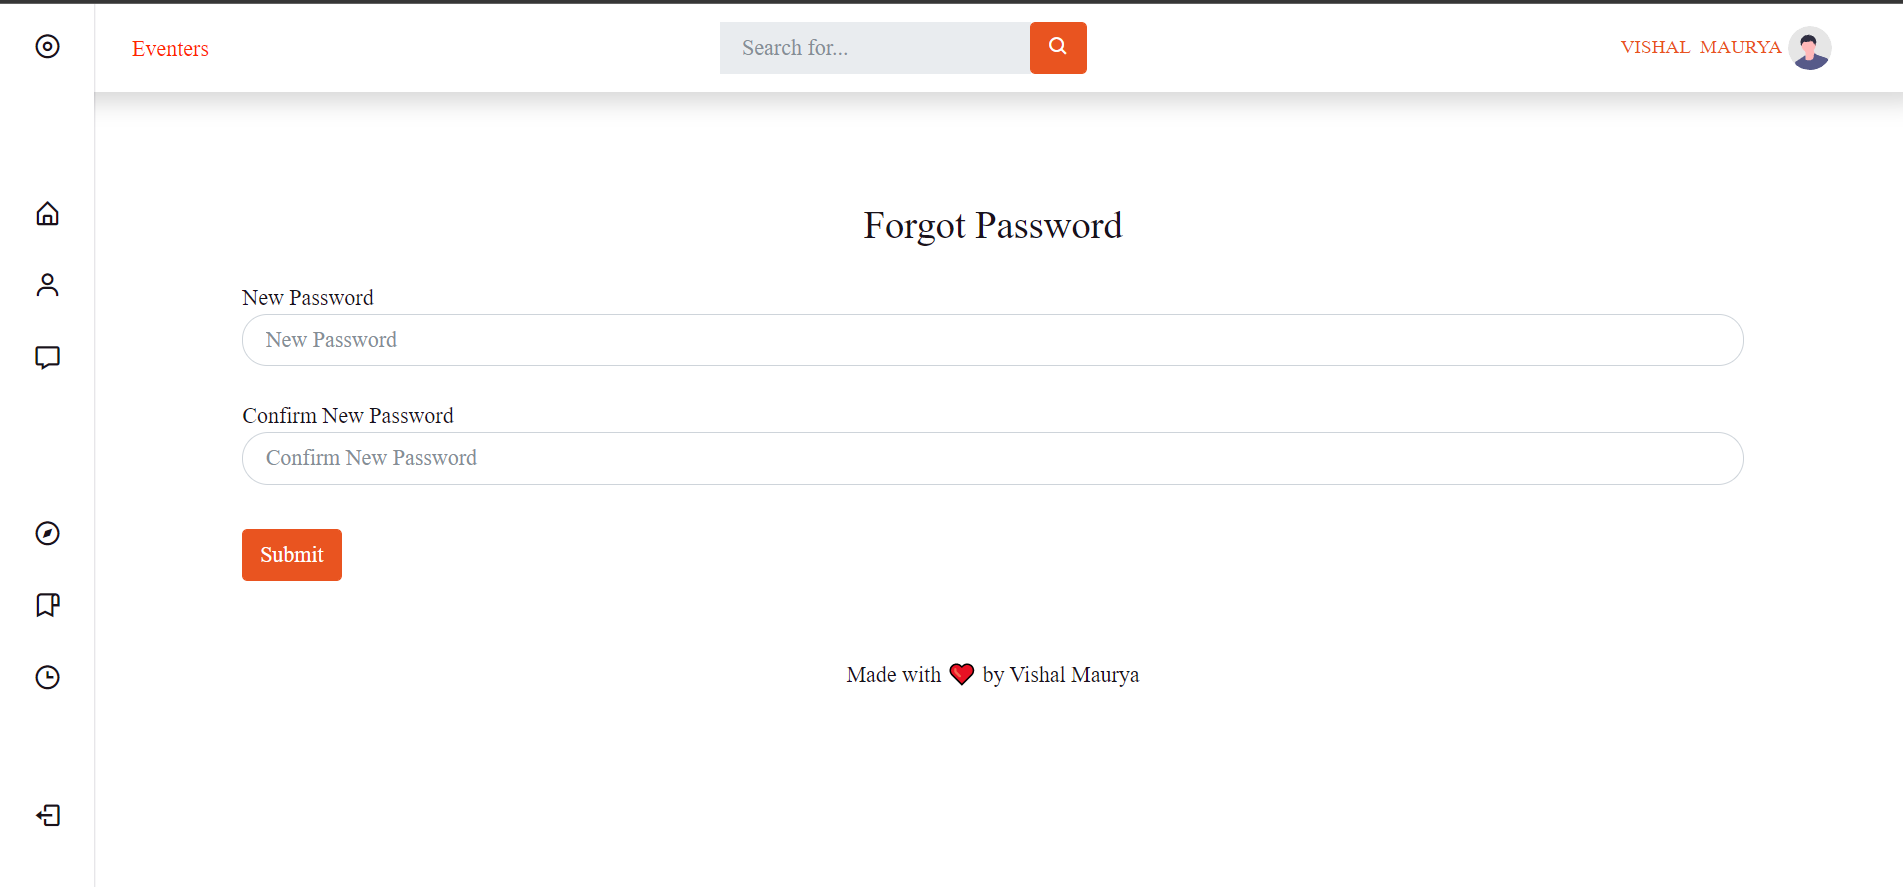 Eventers
Search for...
VISHAL MAURYA
Forgot Password
New Password
New Password
Confirm New Password
Confirm New Password
Submit
Made with ❤ by Vishal Maurya